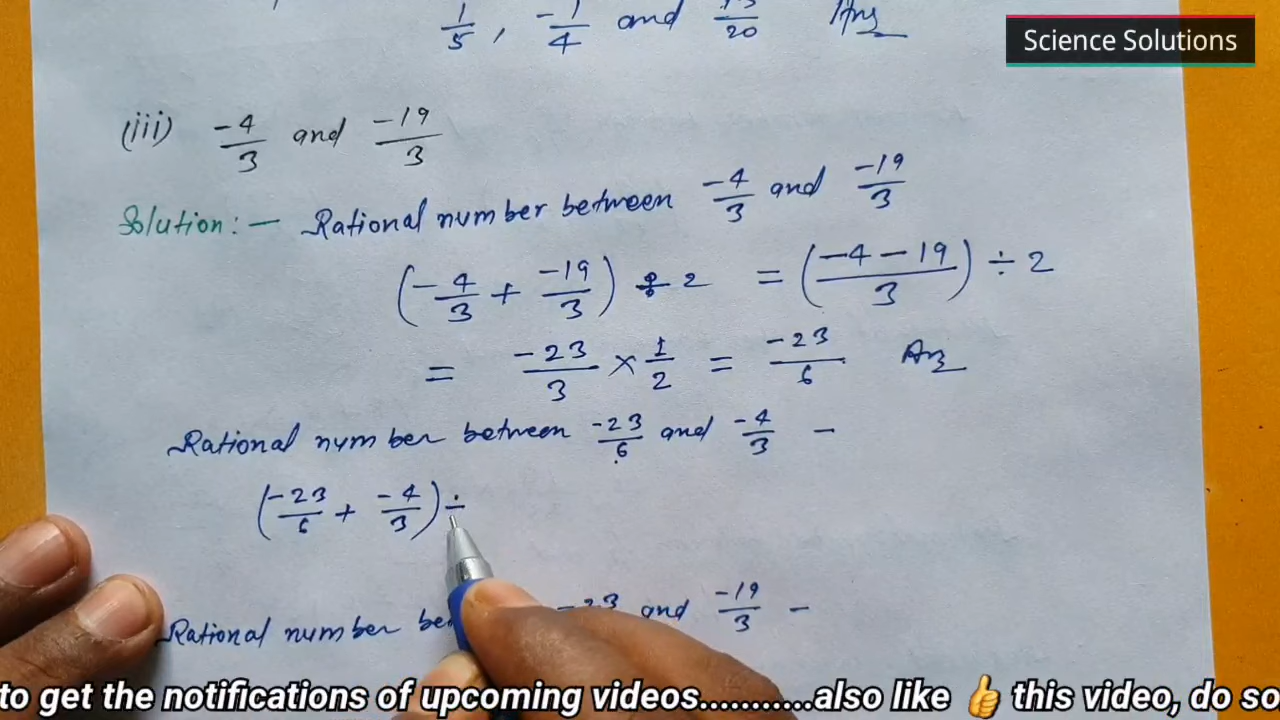 1/5, -1/4 and /20 Ans
Science Solutions
(iii) -4/3 and -19/3
Solution:- Rational number between -4/3 and -19/3
(-4/3 + -19/3) ÷ 2 = (-4-19/3) ÷ 2
= -23/3 × 1/2 = -23/6 Ans
Rational number between -23/6 and -4/3 -
(-23/6 + -4/3) ÷
Rational number -23 and -19/3 -
to get the notifications of upcoming videos...........also like 👍 this video, do so